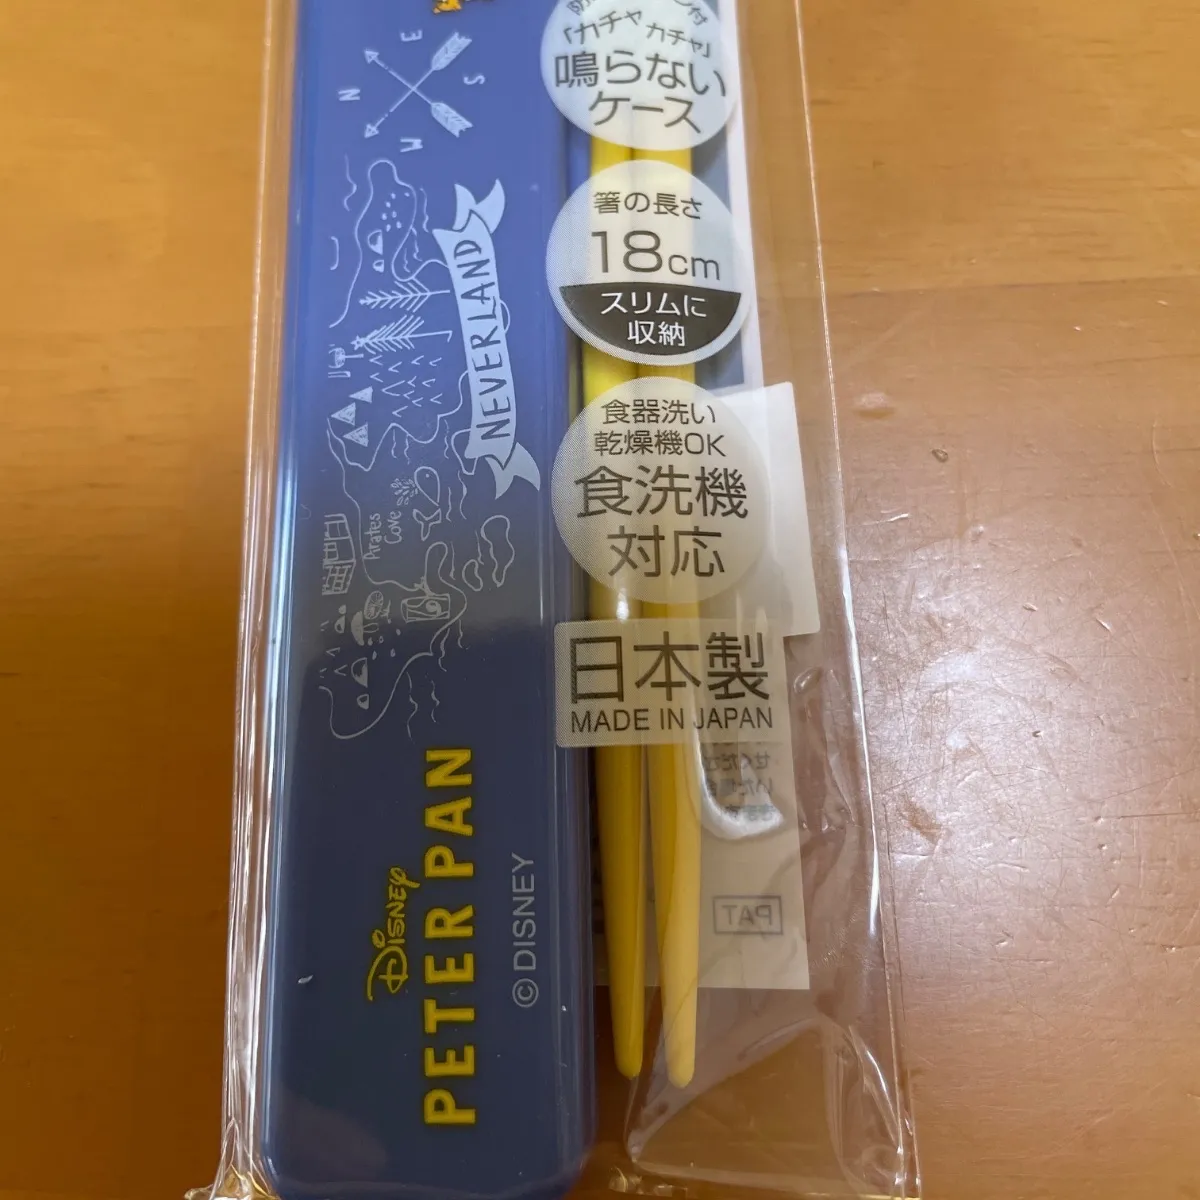 E
N
S
W
NEVERLAND
Pirates
Cove
DISNEY
PETER PAN
©DISNEY
「カチャカチャ」
鳴らない
ケース
箸の長さ
18cm
スリムに
収納
食器洗い
乾燥機OK
食洗機
対応
日本製
MADE IN JAPAN
PAT